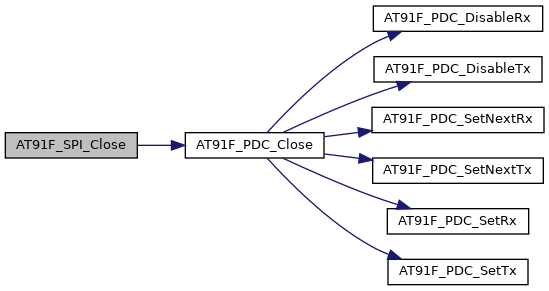 AT91F_SPI_Close
AT91F_PDC_Close
AT91F_PDC_DisableRx
AT91F_PDC_DisableTx
AT91F_PDC_SetNextRx
AT91F_PDC_SetNextTx
AT91F_PDC_SetRx
AT91F_PDC_SetTx